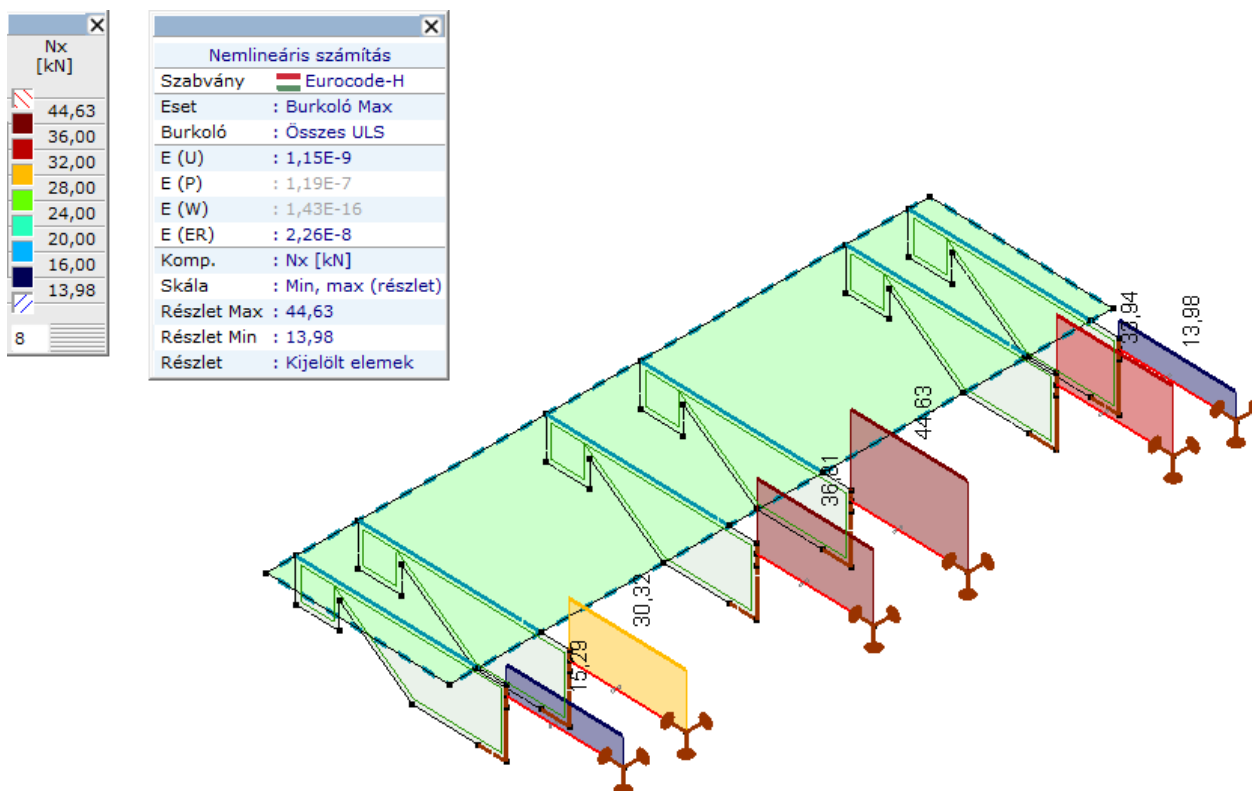 Nx
[kN]
44,63
36,00
32,00
28,00
24,00
20,00
16,00
13,98
8
Nemlineáris számítás
Szabvány Eurocode-H
Eset : Burkoló Max
Burkoló : Összes ULS
E (U) : 1,15E-9
E (P) : 1,19E-7
E (W) : 1,43E-16
E (ER) : 2,26E-8
Komp. : Nx [kN]
Skála : Min, max (részlet)
Részlet Max : 44,63
Részlet Min : 13,98
Részlet : Kijelölt elemek
13,98
44,63
30,32
15,29